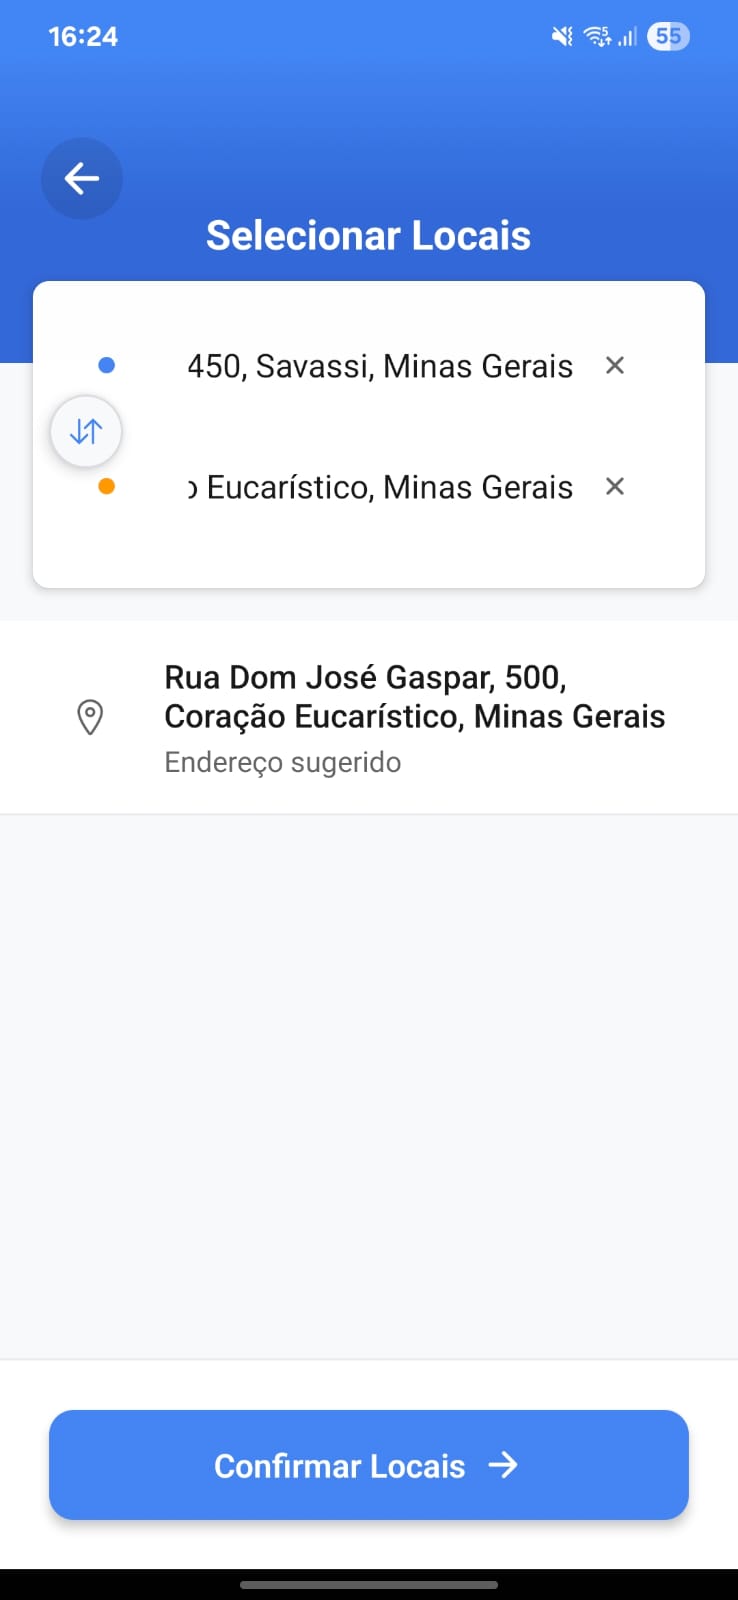 16:24
55
Selecionar Locais
450, Savassi, Minas Gerais
Eucarístico, Minas Gerais
Rua Dom José Gaspar, 500,
Coração Eucarístico, Minas Gerais
Endereço sugerido
Confirmar Locais